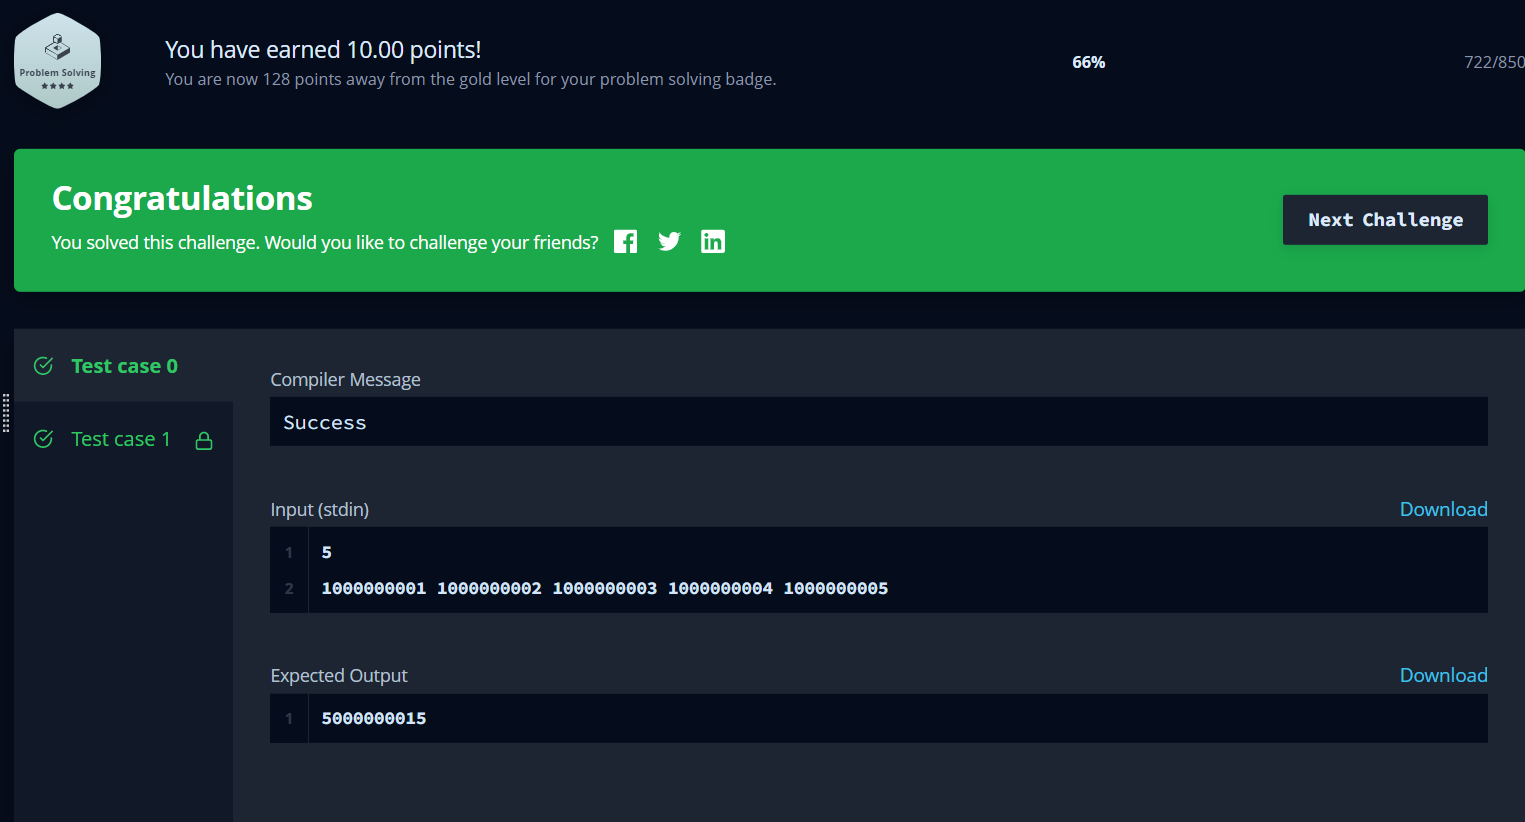 Problem Solving
You have earned 10.00 points!
You are now 128 points away from the gold level for your problem solving badge.
66%
722/850
Congratulations
You solved this challenge. Would you like to challenge your friends?
Next Challenge
Test case 0
Test case 1
Compiler Message
Success
Input (stdin)
Download
1 5
2 1000000001 1000000002 1000000003 1000000004 1000000005
Expected Output
Download
1 5000000015